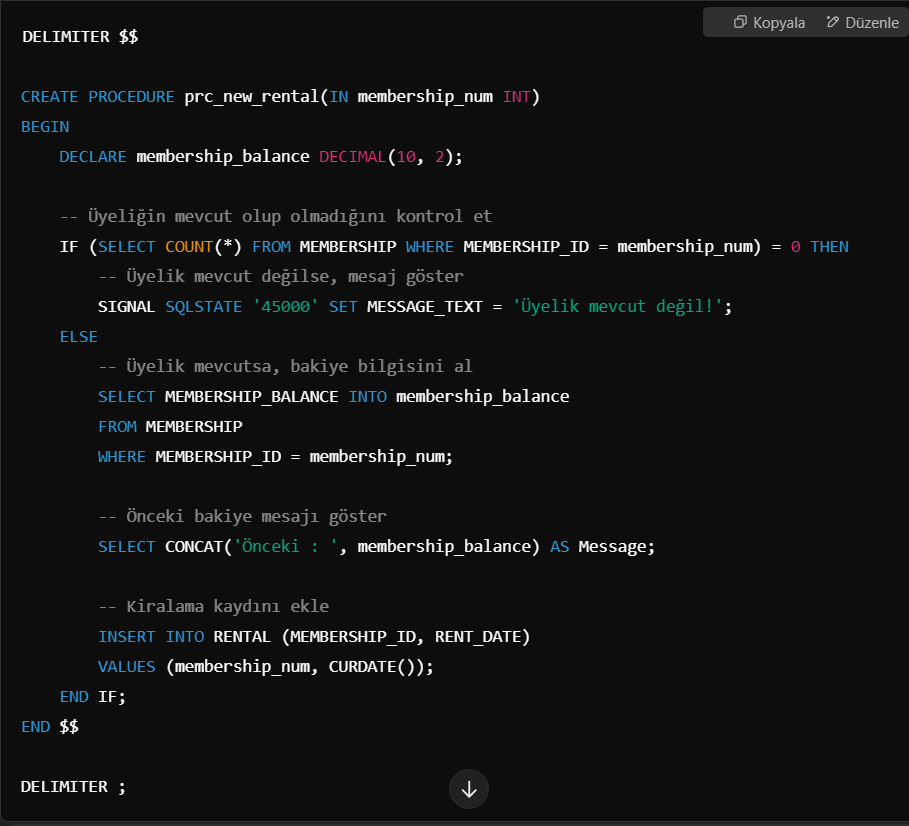 Kopyala Düzenle
DELIMITER $$
CREATE PROCEDURE prc_new_rental(IN membership_num INT)
BEGIN
    DECLARE membership_balance DECIMAL(10, 2);
    -- Üyeliğin mevcut olup olmadığını kontrol et
    IF (SELECT COUNT(*) FROM MEMBERSHIP WHERE MEMBERSHIP_ID = membership_num) = 0 THEN
        -- Üyelik mevcut değilse, mesaj göster
        SIGNAL SQLSTATE '45000' SET MESSAGE_TEXT = 'Üyelik mevcut değil!';
    ELSE
        -- Üyelik mevcutsa, bakiye bilgisini al
        SELECT MEMBERSHIP_BALANCE INTO membership_balance
        FROM MEMBERSHIP
        WHERE MEMBERSHIP_ID = membership_num;
        -- Önceki bakiye mesajı göster
        SELECT CONCAT('Önceki : ', membership_balance) AS Message;
        -- Kiralama kaydını ekle
        INSERT INTO RENTAL (MEMBERSHIP_ID, RENT_DATE)
        VALUES (membership_num, CURDATE());
    END IF;
END $$
DELIMITER ;